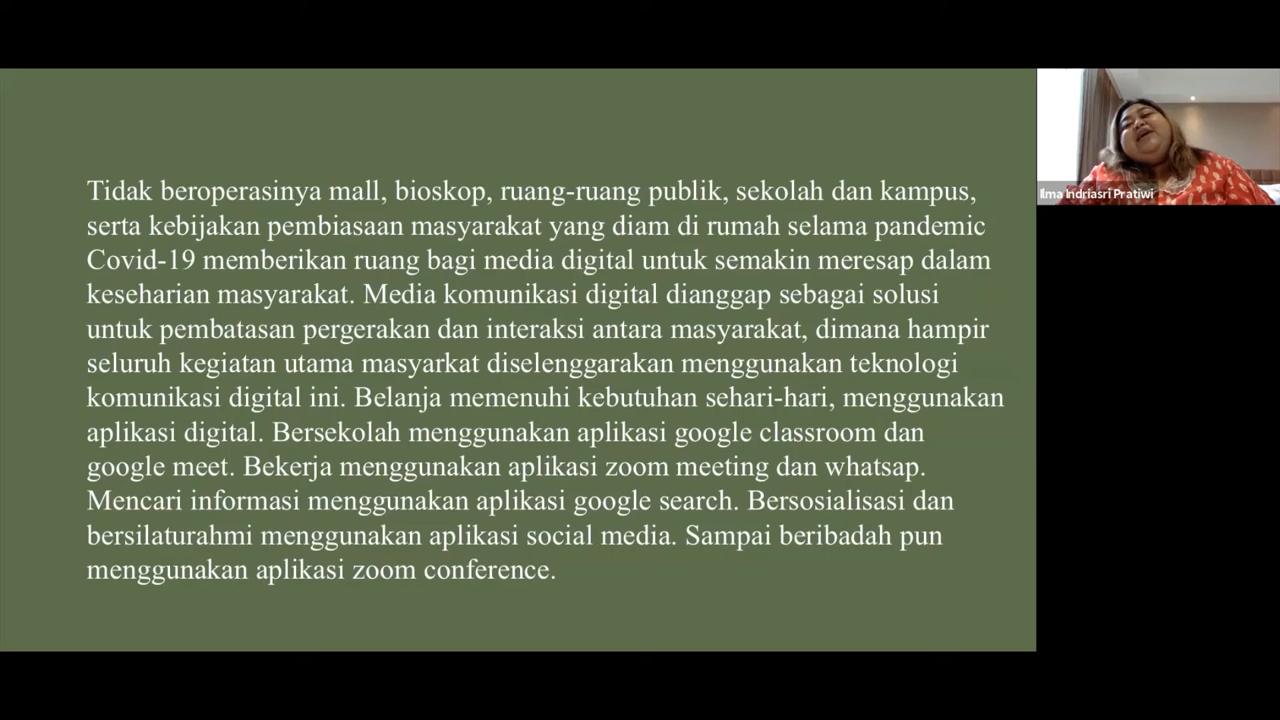 Tidak beroperasinya mall, bioskop, ruang-ruang publik, sekolah dan kampus,
serta kebijakan pembiasaan masyarakat yang diam di rumah selama pandemic
Covid-19 memberikan ruang bagi media digital untuk semakin meresap dalam
keseharian masyarakat. Media komunikasi digital dianggap sebagai solusi
untuk pembatasan pergerakan dan interaksi antara masyarakat, dimana hampir
seluruh kegiatan utama masyarkat diselenggarakan menggunakan teknologi
komunikasi digital ini. Belanja memenuhi kebutuhan sehari-hari, menggunakan
aplikasi digital. Bersekolah menggunakan aplikasi google classroom dan
google meet. Bekerja menggunakan aplikasi zoom meeting dan whatsap.
Mencari informasi menggunakan aplikasi google search. Bersosialisasi dan
bersilaturahmi menggunakan aplikasi social media. Sampai beribadah pun
menggunakan aplikasi zoom conference.
Ilma Indriasri Pratiwi